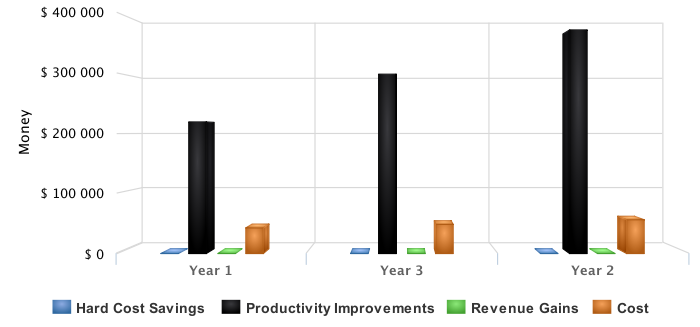 $ 400 000
$ 300 000
$ 200 000
$ 100 000
$ 0
Money
Year 1
Year 3
Year 2
Hard Cost Savings
Productivity Improvements
Revenue Gains
Cost